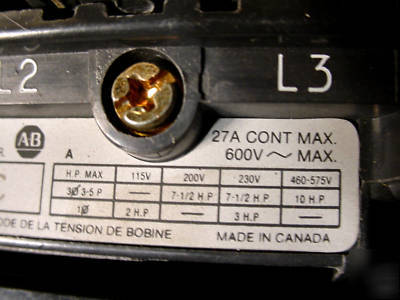 L2
L3
R.
AB
A
27A CONT MAX.
600V ~ MAX.
C
H.P. MAX 115V 200V 230V 460-575V
3Ø 3-5 P — 7-1/2 H.P 7-1/2 H.P 10 H.P
1Ø 2 H.P — 3 H.P
ODE DE LA TENSION DE BOBINE
MADE IN CANADA